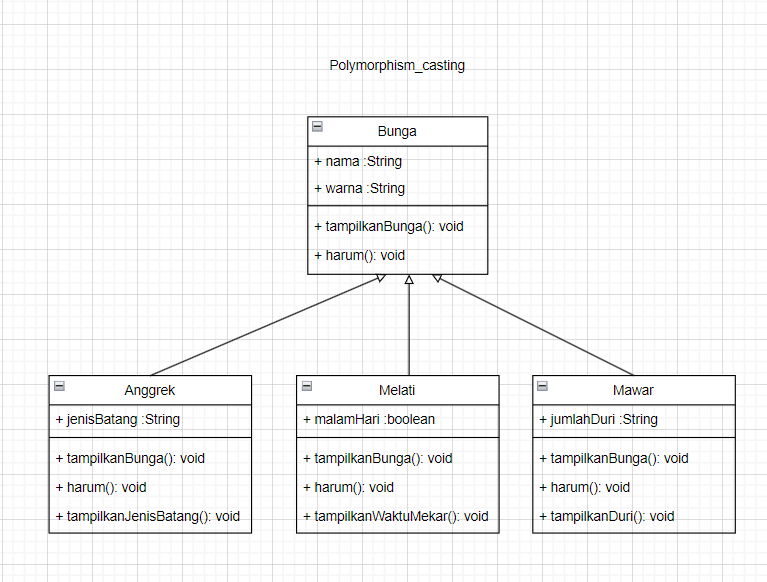 Polymorphism_casting
Bunga
+ nama :String
+ warna :String
+ tampilkanBunga(): void
+ harum(): void
Anggrek
+ jenisBatang :String
+ tampilkanBunga(): void
+ harum(): void
+ tampilkanJenisBatang(): void
Melati
+ malamHari :boolean
+ tampilkanBunga(): void
+ harum(): void
+ tampilkanWaktuMekar(): void
Mawar
+ jumlahDuri :String
+ tampilkanBunga(): void
+ harum(): void
+ tampilkanDuri(): void